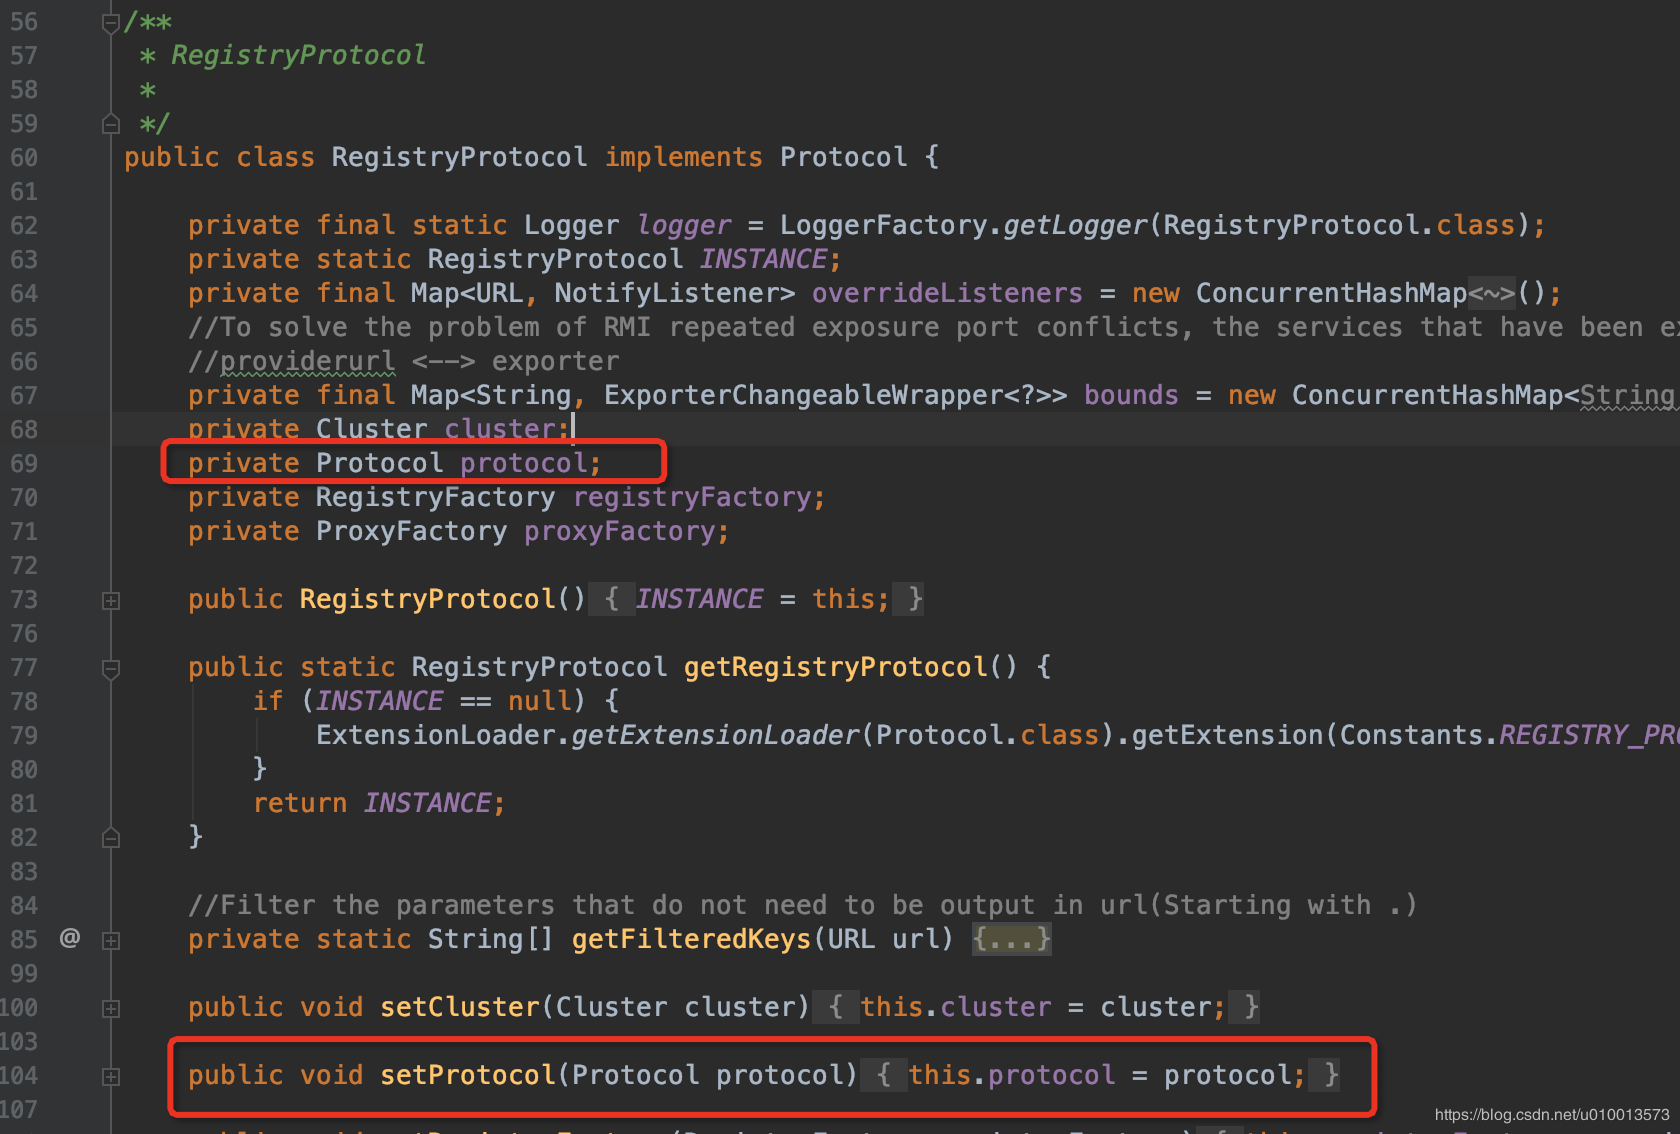 56 /**
57 * RegistryProtocol
58 *
59 */
60 public class RegistryProtocol implements Protocol {
61
62 private final static Logger logger = LoggerFactory.getLogger(RegistryProtocol.class);
63 private static RegistryProtocol INSTANCE;
64 private final Map<URL, NotifyListener> overrideListeners = new ConcurrentHashMap<~>();
65 //To solve the problem of RMI repeated exposure port conflicts, the services that have been
66 //providerurl <--> exporter
67 private final Map<String, ExporterChangeableWrapper<?>> bounds = new ConcurrentHashMap<String
68 private Cluster cluster;
69 private Protocol protocol;
70 private RegistryFactory registryFactory;
71 private ProxyFactory proxyFactory;
72
73 public RegistryProtocol() { INSTANCE = this; }
76
77 public static RegistryProtocol getRegistryProtocol() {
78 if (INSTANCE == null) {
79 ExtensionLoader.getExtensionLoader(Protocol.class).getExtension(Constants.REGISTRY_PRO
80 }
81 return INSTANCE;
82 }
83
84 //Filter the parameters that do not need to be output in url(Starting with .)
85 @ private static String[] getFilteredKeys(URL url) {...}
99
100 public void setCluster(Cluster cluster) { this.cluster = cluster; }
103
104 public void setProtocol(Protocol protocol) { this.protocol = protocol; }
107
https://blog.csdn.net/u010013573